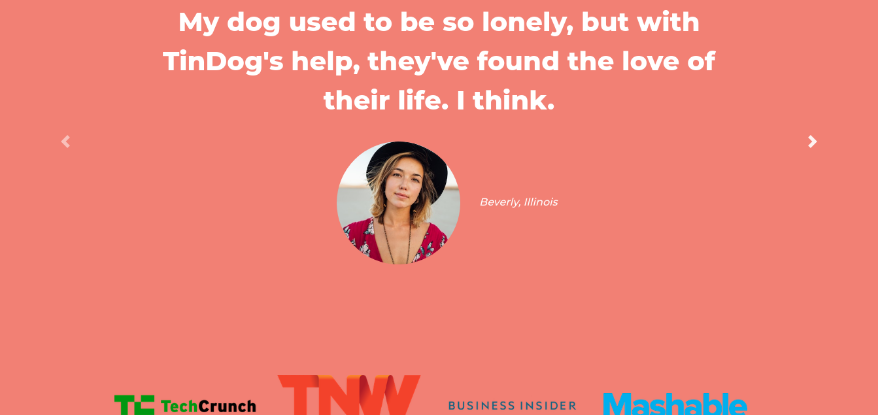 My dog used to be so lonely, but with
TinDog's help, they've found the love of
their life. I think.
Beverly, Illinois
TC TechCrunch TNW BUSINESS INSIDER Mashable